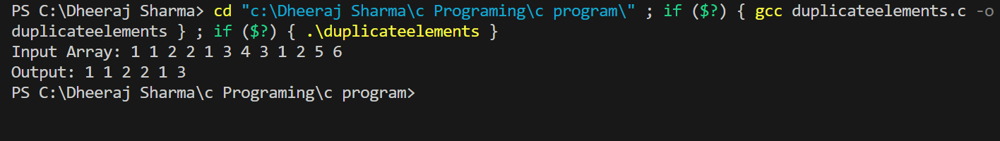 PS C:\Dheeraj Sharma> cd "c:\Dheeraj Sharma\c Programing\c program\" ; if ($?) { gcc duplicateelements.c -o
duplicateelements } ; if ($?) { .\duplicateelements }
Input Array: 1 1 2 2 1 3 4 3 1 2 5 6
Output: 1 1 2 2 1 3
PS C:\Dheeraj Sharma\c Programing\c program>